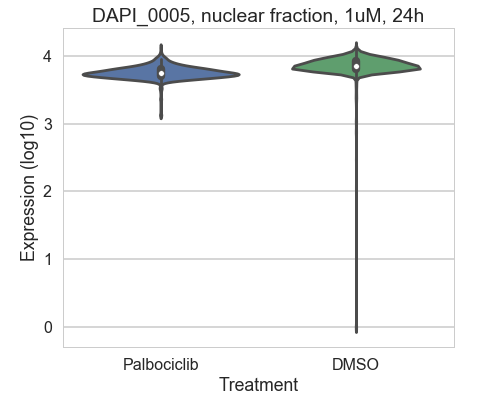 DAPI_0005, nuclear fraction, 1uM, 24h
Expression (log10)
4
3
2
1
0
Palbociclib DMSO
Treatment